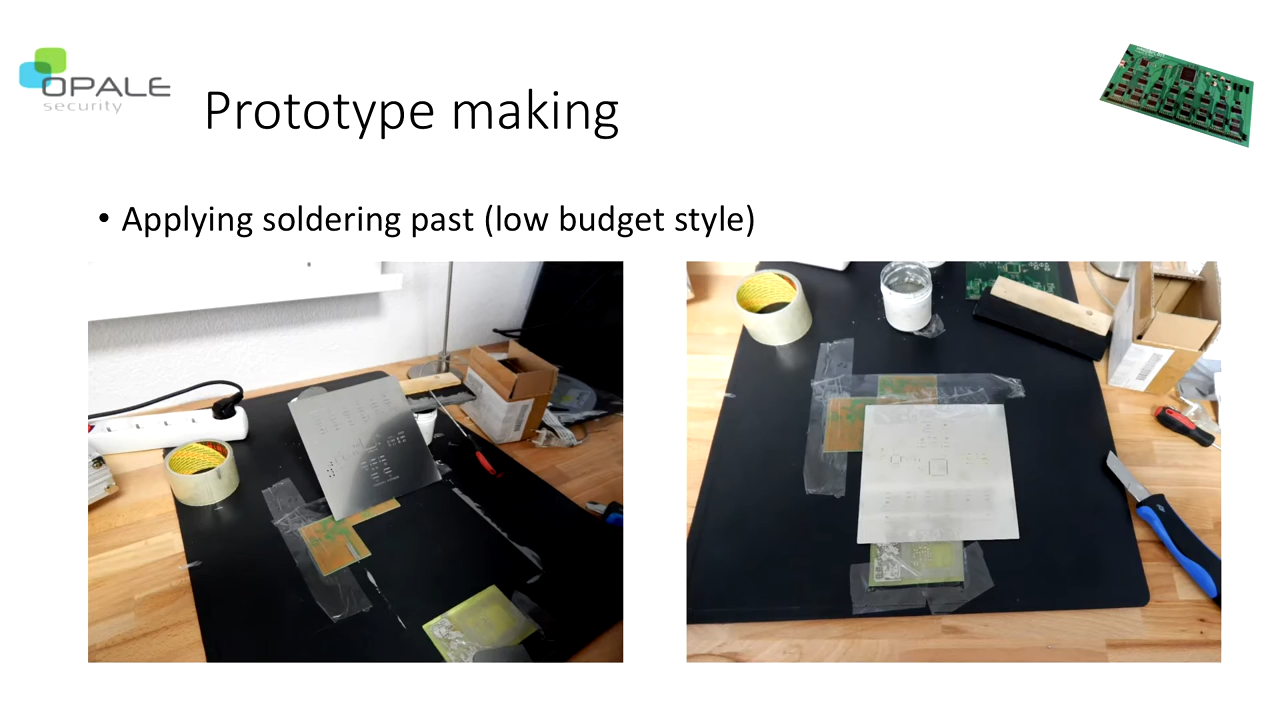 OPALE
security
Prototype making
• Applying soldering past (low budget style)